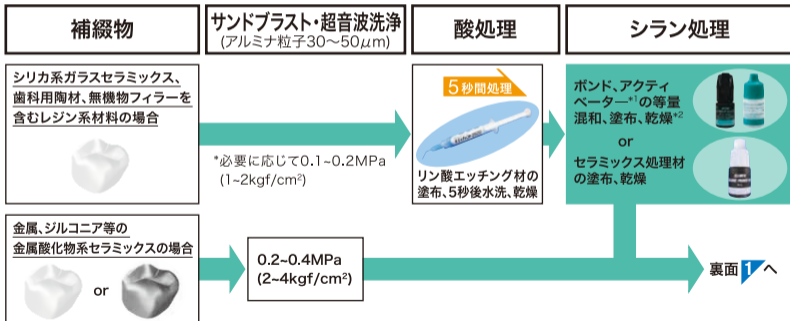 補綴物
サンドブラスト・超音波洗浄
(アルミナ粒子30〜50μm)
酸処理
シラン処理
シリカ系ガラスセラミックス、
歯科用陶材、無機物フィラーを
含むレジン系材料の場合
*必要に応じて0.1~0.2MPa
(1~2kgf/cm²)
5秒間処理
リン酸エッチング材の
塗布、5秒後水洗、乾燥
ボンド、アクティ
ベーター*1の等量
混和、塗布、乾燥*2
or
セラミックス処理材
の塗布、乾燥
金属、ジルコニア等の
金属酸化物系セラミックスの場合
or
0.2~0.4MPa
(2~4kgf/cm²)
裏面1へ